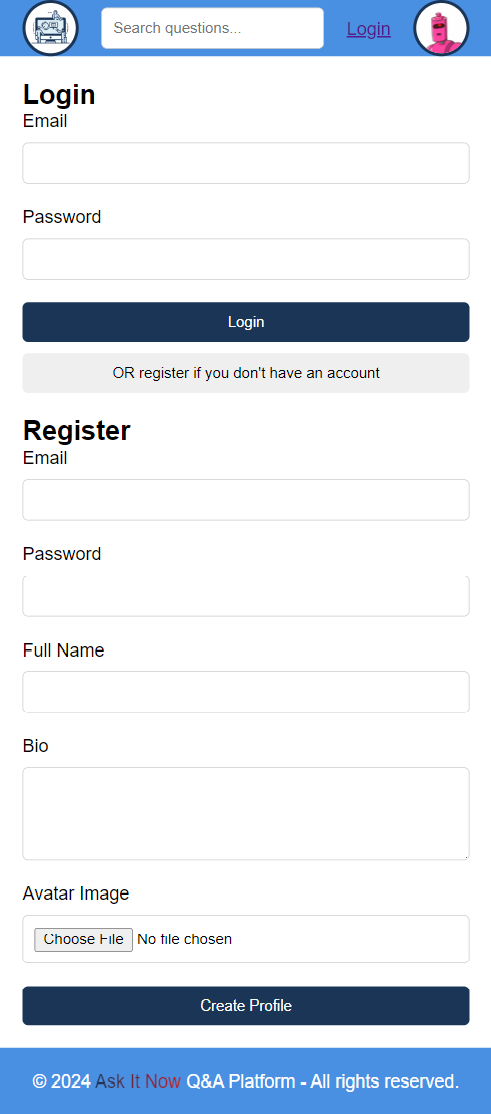 Search questions... Login
Login
Email
Password
Login
OR register if you don't have an account
Register
Email
Password
Full Name
Bio
Avatar Image
Choose File No file chosen
Create Profile
© 2024 Ask It Now Q&A Platform - All rights reserved.